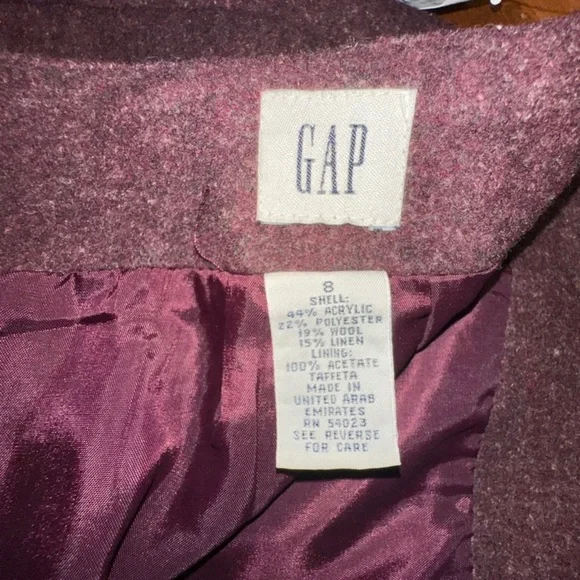 GAP
8
SHELL:
44% ACRYLIC
22% POLYESTER
19% WOOL
15% LINEN
LINING:
100% ACETATE
TAFFETA
MADE IN
UNITED ARAB
EMIRATES
RN 54023
SEE REVERSE
FOR CARE